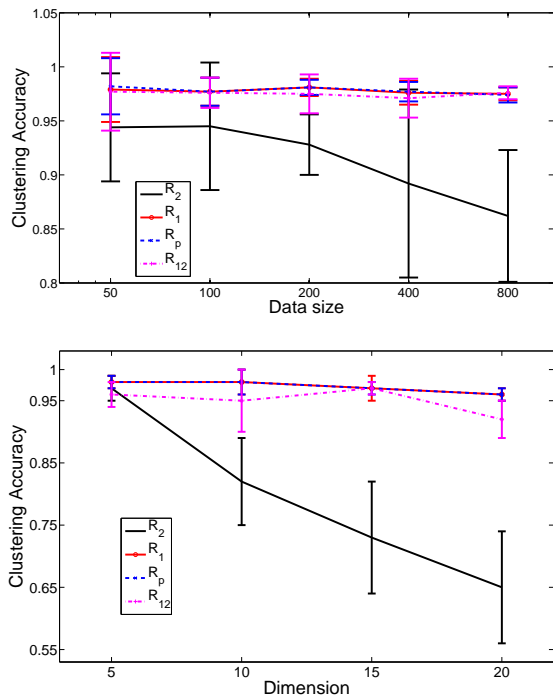 Clustering Accuracy
1
0.95
0.9
0.85
0.8
R2
R1
Rp
R12
50 100 200 400 800
Data size
Clustering Accuracy
1
0.95
0.85
0.75
0.65
0.55
R2
R1
Rp
R12
5 10 15 20
Dimension